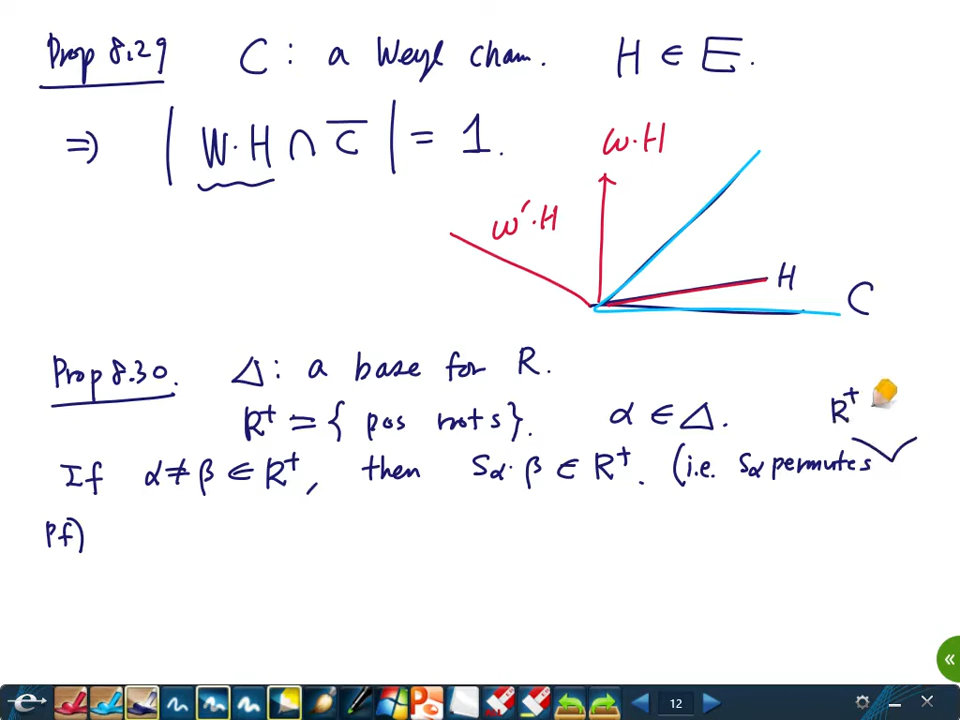 Prop 8.29 C : a Weyl cham. H ∈ E.
⇒ | W·H ∩ C̅ | = 1.
w·H
w'·H
H
C
Prop 8.30. Δ : a base for R.
R⁺ = { pos roots }. α ∈ Δ. R⁺
If α ≠ β ∈ R⁺, then Sα·β ∈ R⁺. (i.e. Sα permutes
pf)
12